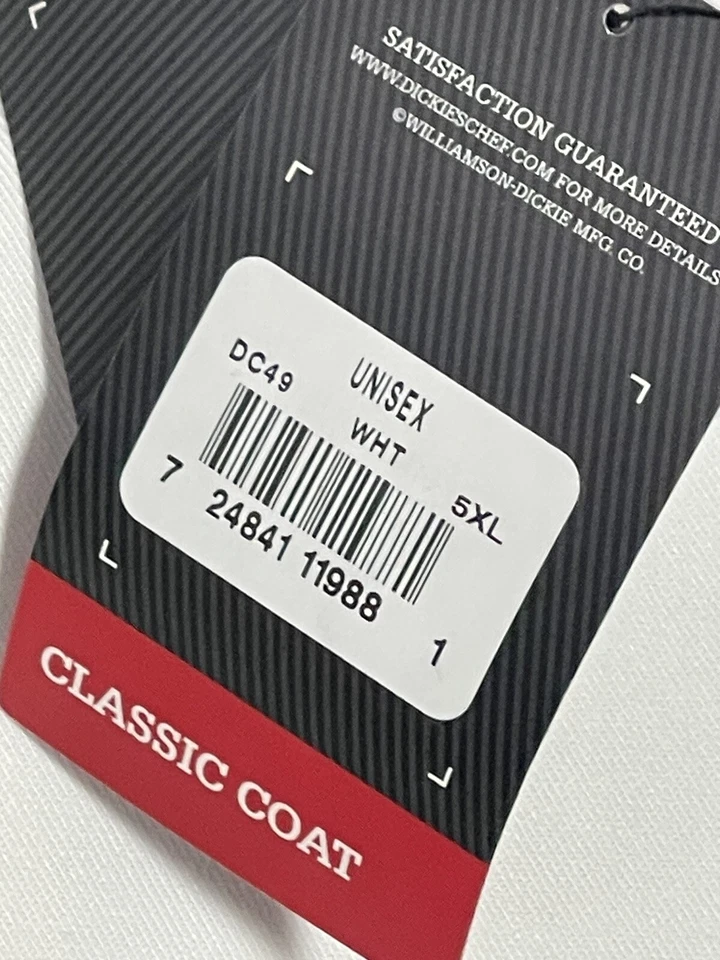 SATISFACTION GUARANTEED
WWW.DICKIESCHEF.COM FOR MORE DETAILS
©WILLIAMSON-DICKIE MFG. CO.
DC49
UNISEX
WHT
5XL
7 24841 11988 1
CLASSIC COAT